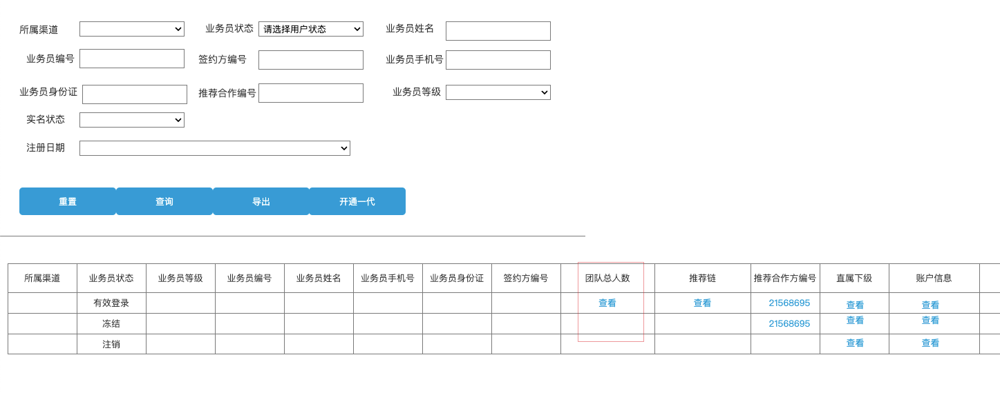 所属渠道 业务员状态 请选择用户状态 业务员姓名
业务员编号 签约方编号 业务员手机号
业务员身份证 推荐合作编号 业务员等级
实名状态
注册日期
重置 查询 导出 开通一代
所属渠道 业务员状态 业务员等级 业务员编号 业务员姓名 业务员手机号 业务员身份证 签约方编号 团队总人数 推荐链 推荐合作方编号 直属下级 账户信息
有效登录 查看 查看 21568695 查看 查看
冻结 21568695 查看 查看
注销 查看 查看